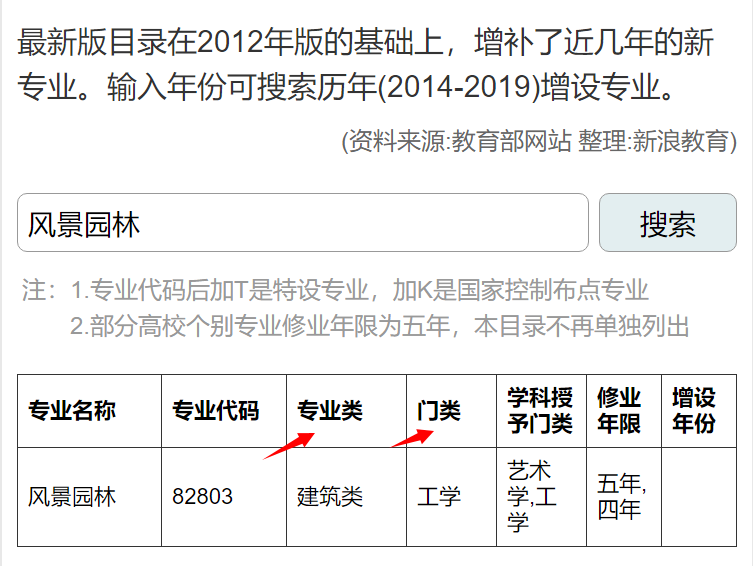 最新版目录在2012年版的基础上，增补了近几年的新
专业。输入年份可搜索历年(2014-2019)增设专业。
(资料来源:教育部网站 整理:新浪教育)
风景园林 搜索
注：1.专业代码后加T是特设专业，加K是国家控制布点专业
2.部分高校个别专业修业年限为五年，本目录不再单独列出
专业名称 专业代码 专业类 门类 学科授予门类 修业年限 增设年份
风景园林 82803 建筑类 工学 艺术学,工学 五年,四年